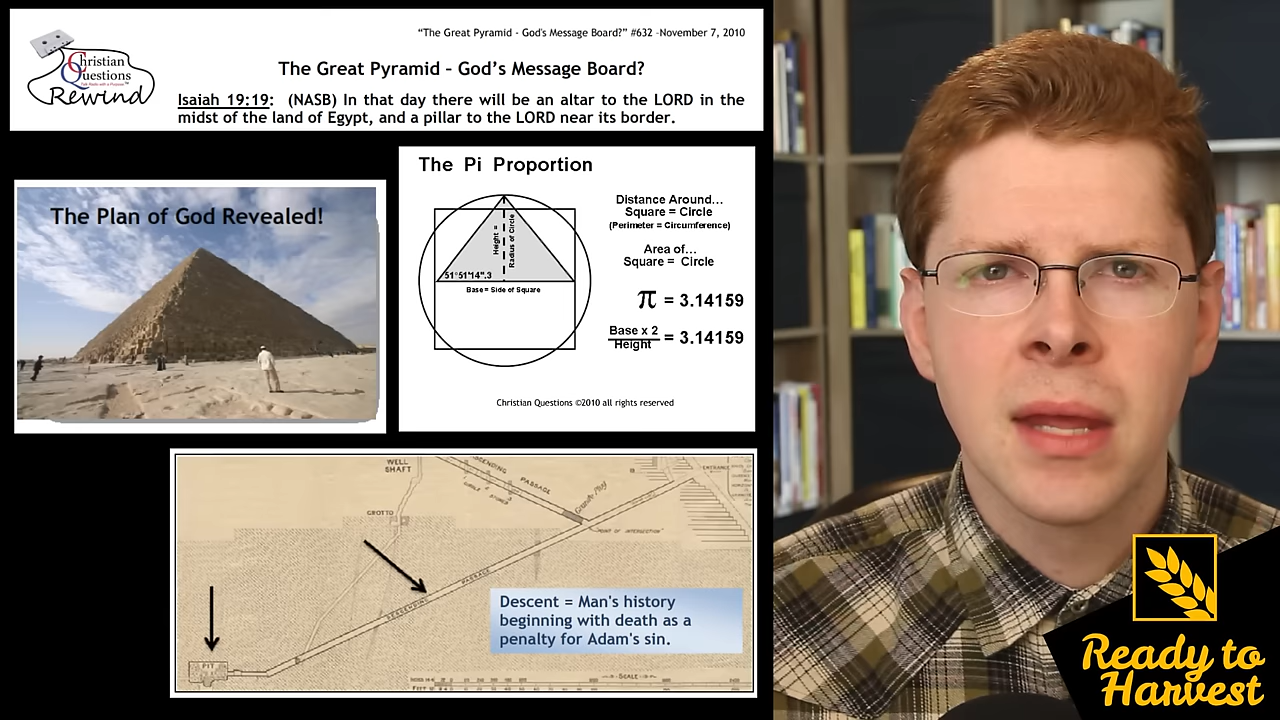 "The Great Pyramid - God's Message Board?" #632 -November 7, 2010
Christian
Questions
Rewind
The Great Pyramid – God's Message Board?
Isaiah 19:19: (NASB) In that day there will be an altar to the LORD in the
midst of the land of Egypt, and a pillar to the LORD near its border.
The Plan of God Revealed!
The Pi Proportion
Height =
Radius of Circle
51°51'14".3
Base = Side of Square
Distance Around...
Square = Circle
(Perimeter = Circumference)
Area of...
Square = Circle
π = 3.14159
Base x 2
Height
= 3.14159
Christian Questions ©2010 all rights reserved
WELL
SHAFT
PASSAGE
ENTRANCE
GROTTO
POINT OF INTERSECTION
DESCENDING PASSAGE
PIT
SCALE
Descent = Man's history
beginning with death as a
penalty for Adam's sin.
Ready to
Harvest